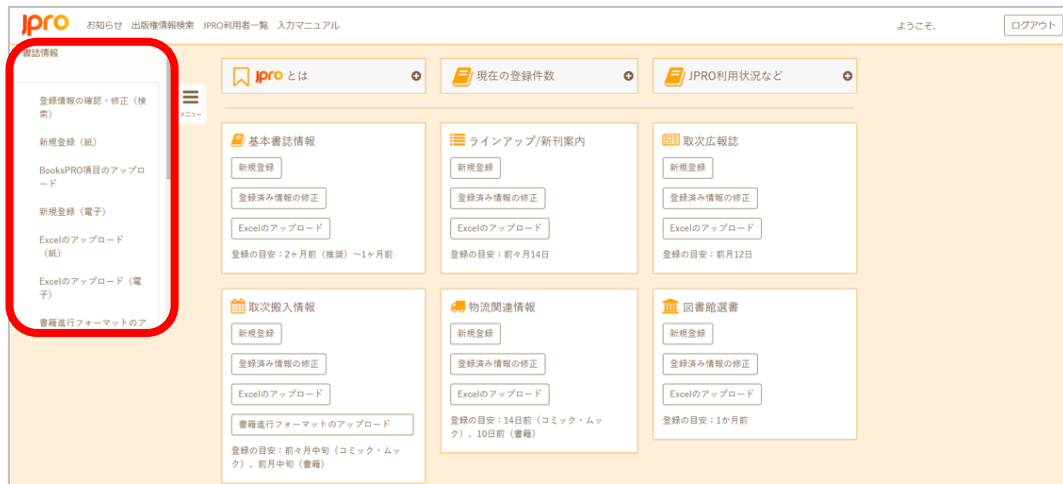 jpro お知らせ 出版権情報検索 JPRO利用者一覧 入力マニュアル ようこそ、 ログアウト
書誌情報
登録情報の確認・修正（検
索）
新規登録（紙）
BooksPRO項目のアップロ
ード
新規登録（電子）
Excelのアップロード
（紙）
Excelのアップロード（電
子）
書籍進行フォーマットのア
メニュー
jpro とは
現在の登録件数
JPRO利用状況など
基本書誌情報
新規登録
登録済み情報の修正
Excelのアップロード
登録の目安：2ヶ月前（推奨）～1ヶ月前
ラインアップ/新刊案内
新規登録
登録済み情報の修正
Excelのアップロード
登録の目安：前々月14日
取次広報誌
新規登録
登録済み情報の修正
Excelのアップロード
登録の目安：前月12日
取次搬入情報
新規登録
登録済み情報の修正
Excelのアップロード
書籍進行フォーマットのアップロード
登録の目安：前々月中旬（コミック・ムッ
ク）、前月中旬（書籍）
物流関連情報
新規登録
登録済み情報の修正
Excelのアップロード
登録の目安：14日前（コミック・ムッ
ク）、10日前（書籍）
図書館選書
新規登録
登録済み情報の修正
Excelのアップロード
登録の目安：1か月前